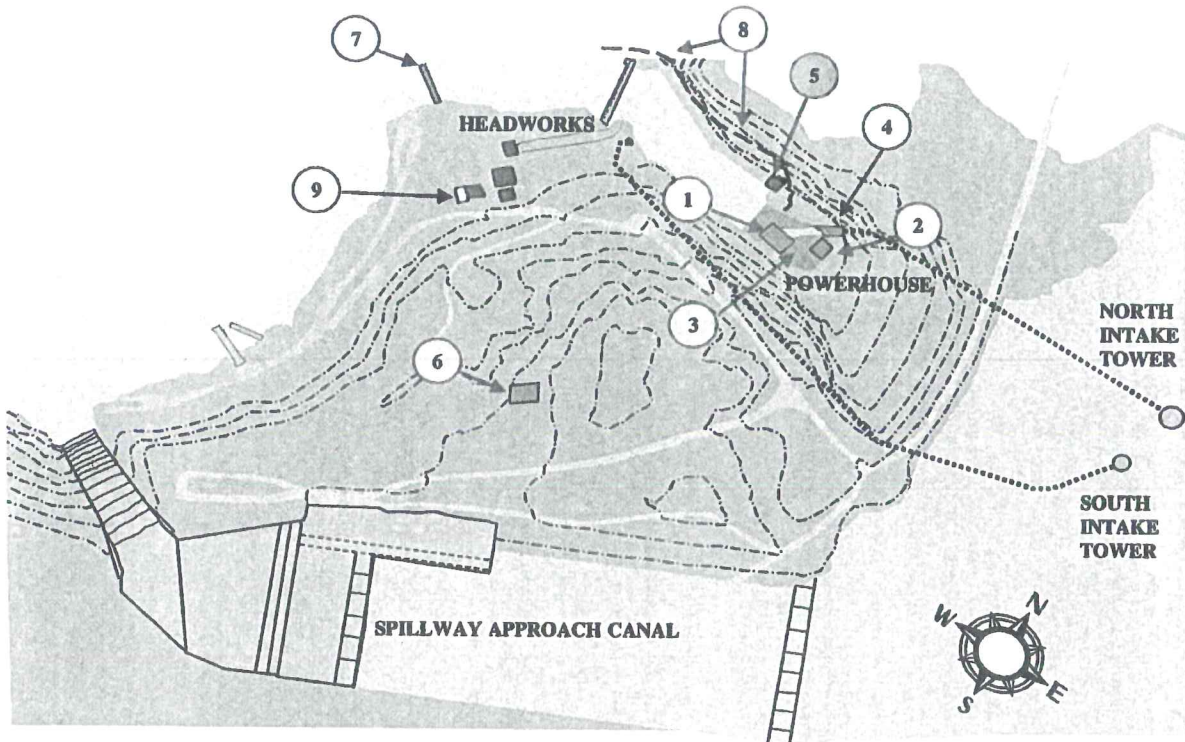 7
8
5
HEADWORKS
4
9
1
2
POWERHOUSE
3
NORTH
INTAKE
TOWER
6
SOUTH
INTAKE
TOWER
SPILLWAY APPROACH CANAL
N
W
E
S